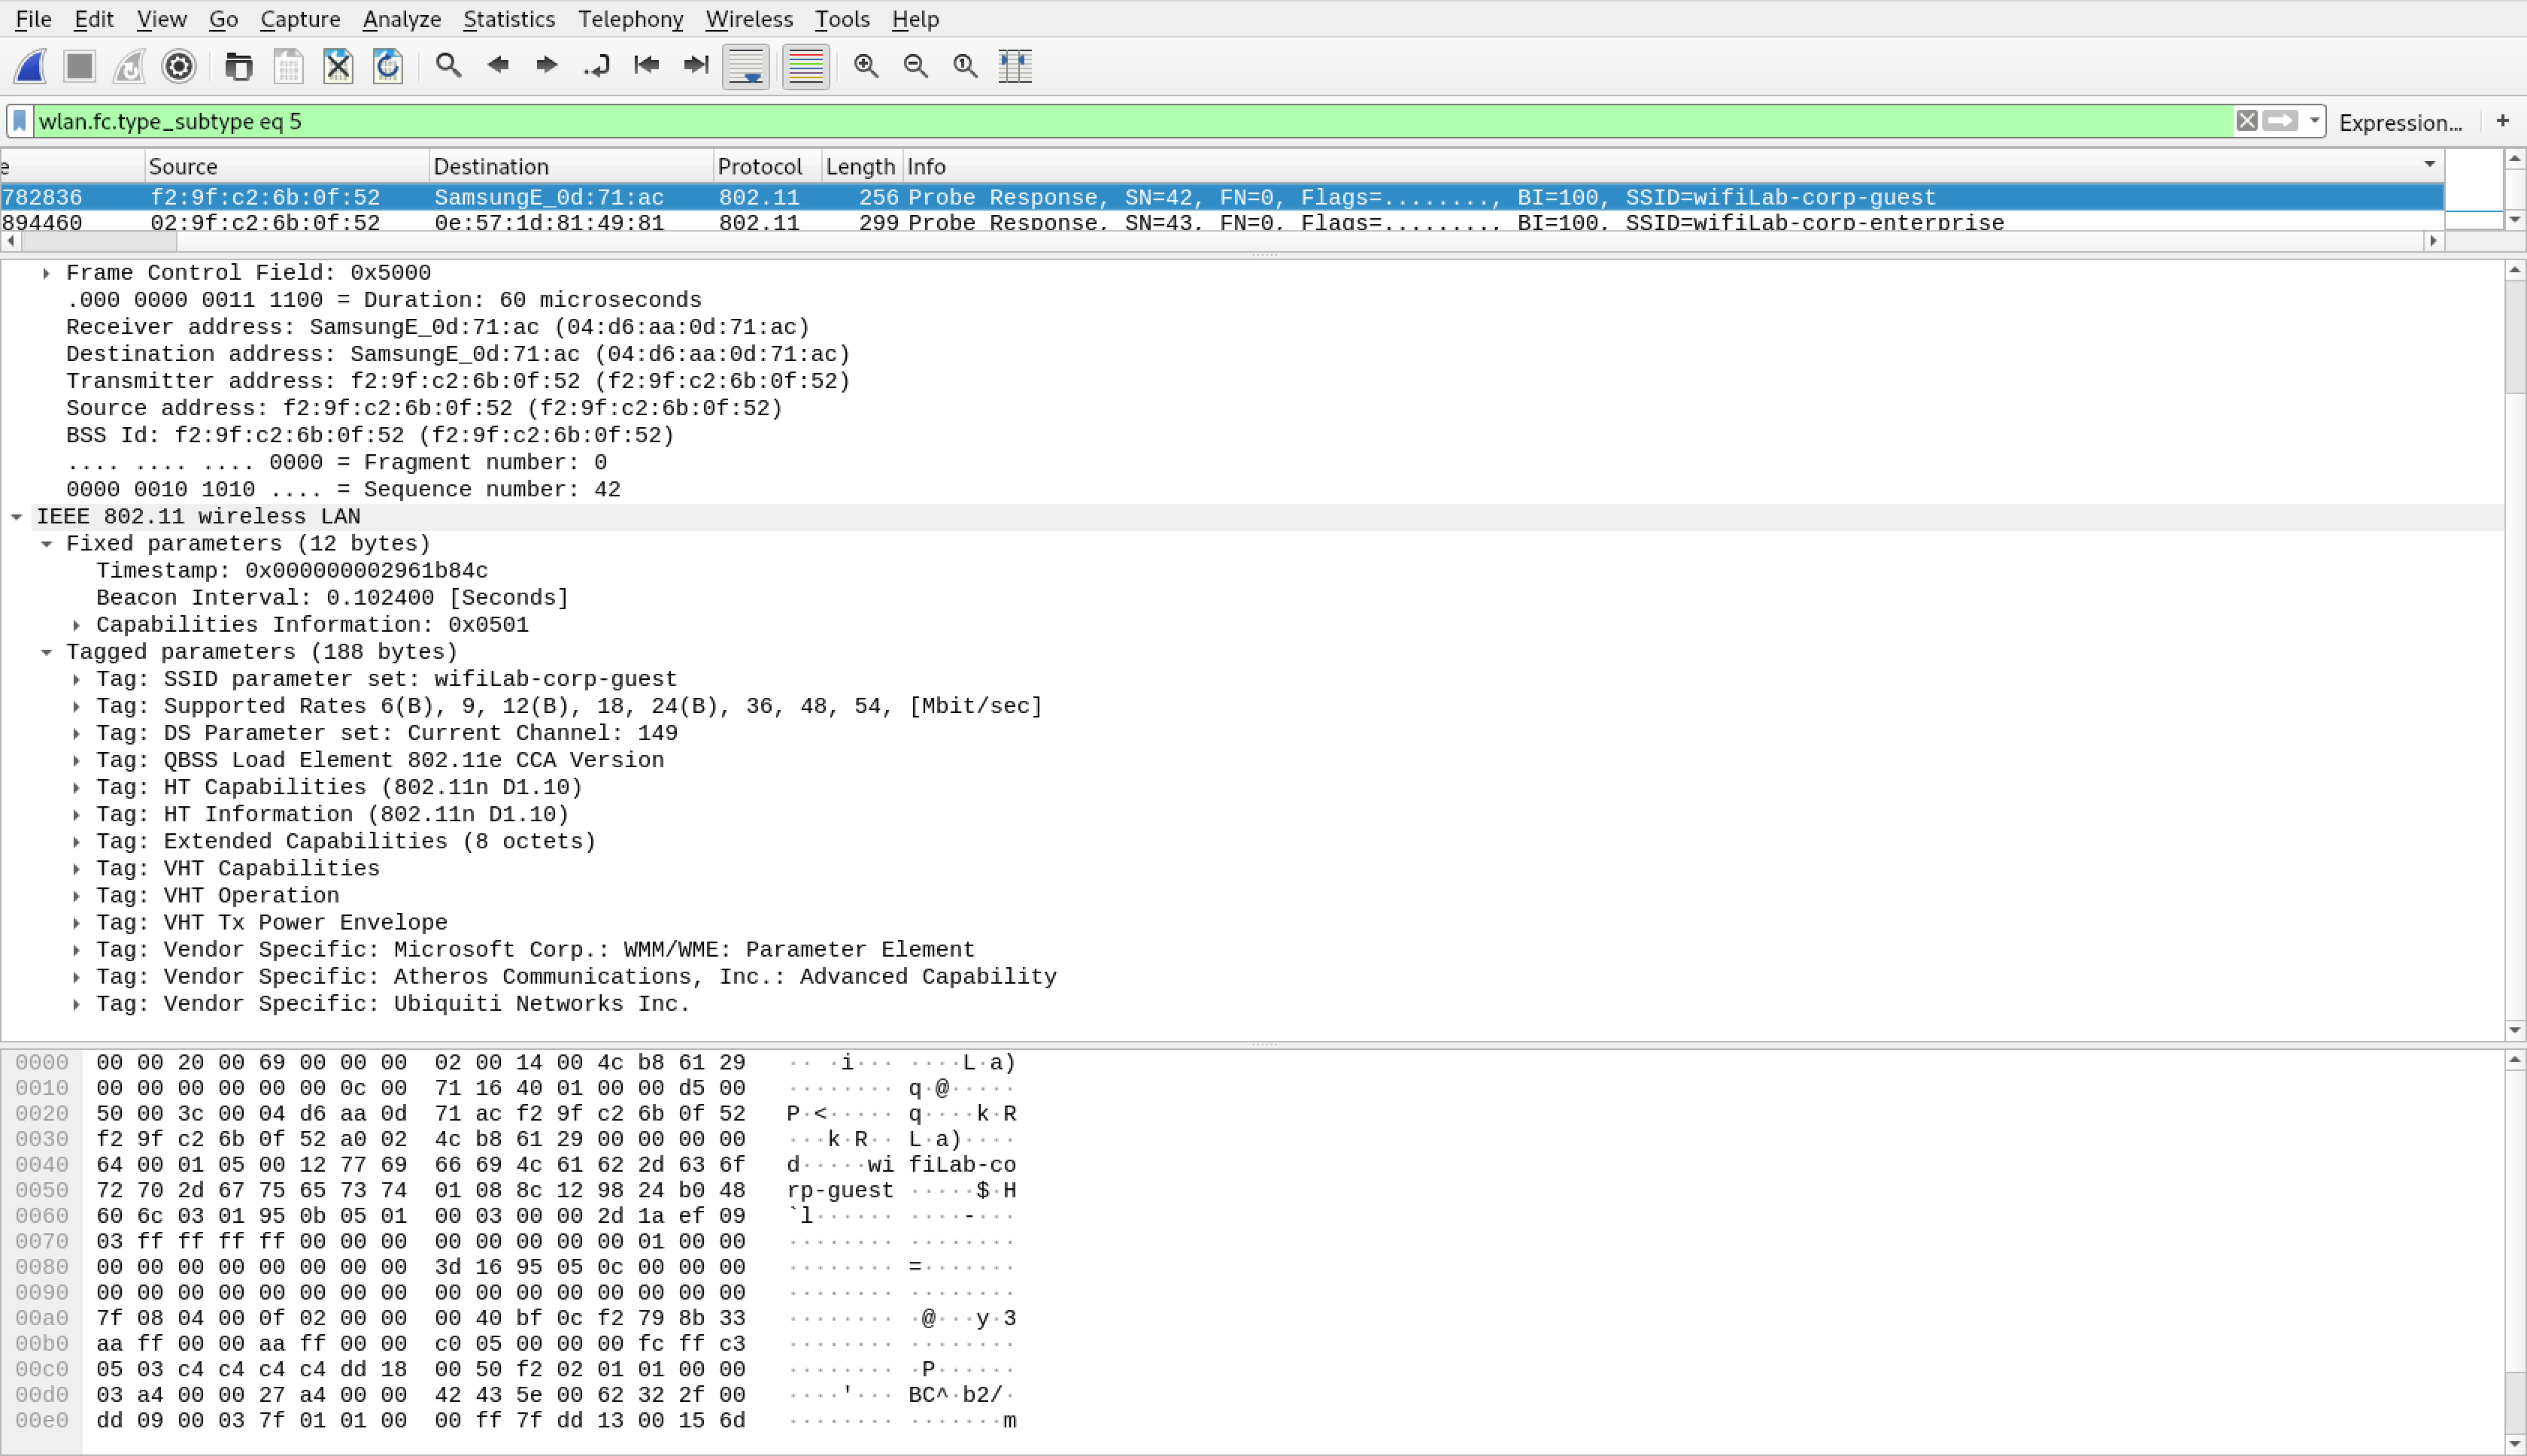 File Edit View Go Capture Analyze Statistics Telephony Wireless Tools Help
wlan.fc.type_subtype eq 5 Expression... +
e Source Destination Protocol Length Info
782836 f2:9f:c2:6b:0f:52 SamsungE_0d:71:ac 802.11 256 Probe Response, SN=42, FN=0, Flags=........, BI=100, SSID=wifiLab-corp-guest
894460 02:9f:c2:6b:0f:52 0e:57:1d:81:49:81 802.11 299 Probe Response, SN=43, FN=0, Flags=........, BI=100, SSID=wifiLab-corp-enterprise
Frame Control Field: 0x5000
.000 0000 0011 1100 = Duration: 60 microseconds
Receiver address: SamsungE_0d:71:ac (04:d6:aa:0d:71:ac)
Destination address: SamsungE_0d:71:ac (04:d6:aa:0d:71:ac)
Transmitter address: f2:9f:c2:6b:0f:52 (f2:9f:c2:6b:0f:52)
Source address: f2:9f:c2:6b:0f:52 (f2:9f:c2:6b:0f:52)
BSS Id: f2:9f:c2:6b:0f:52 (f2:9f:c2:6b:0f:52)
.... .... .... 0000 = Fragment number: 0
0000 0010 1010 .... = Sequence number: 42
IEEE 802.11 wireless LAN
Fixed parameters (12 bytes)
Timestamp: 0x000000002961b84c
Beacon Interval: 0.102400 [Seconds]
Capabilities Information: 0x0501
Tagged parameters (188 bytes)
Tag: SSID parameter set: wifiLab-corp-guest
Tag: Supported Rates 6(B), 9, 12(B), 18, 24(B), 36, 48, 54, [Mbit/sec]
Tag: DS Parameter set: Current Channel: 149
Tag: QBSS Load Element 802.11e CCA Version
Tag: HT Capabilities (802.11n D1.10)
Tag: HT Information (802.11n D1.10)
Tag: Extended Capabilities (8 octets)
Tag: VHT Capabilities
Tag: VHT Operation
Tag: VHT Tx Power Envelope
Tag: Vendor Specific: Microsoft Corp.: WMM/WME: Parameter Element
Tag: Vendor Specific: Atheros Communications, Inc.: Advanced Capability
Tag: Vendor Specific: Ubiquiti Networks Inc.
0000 00 00 20 00 69 00 00 00 02 00 14 00 4c b8 61 29 ·· ·i··· ····L·a)
0010 00 00 00 00 00 00 0c 00 71 16 40 01 00 00 d5 00 ········ q·@·····
0020 50 00 3c 00 04 d6 aa 0d 71 ac f2 9f c2 6b 0f 52 P·<····· q····k·R
0030 f2 9f c2 6b 0f 52 a0 02 4c b8 61 29 00 00 00 00 ···k·R·· L·a)····
0040 64 00 01 05 00 12 77 69 66 69 4c 61 62 2d 63 6f d·····wi fiLab-co
0050 72 70 2d 67 75 65 73 74 01 08 8c 12 98 24 b0 48 rp-guest ·····$·H
0060 60 6c 03 01 95 0b 05 01 00 03 00 00 2d 1a ef 09 `l······ ····-···
0070 03 ff ff ff ff 00 00 00 00 00 00 00 00 01 00 00 ········ ········
0080 00 00 00 00 00 00 00 00 3d 16 95 05 0c 00 00 00 ········ =·······
0090 00 00 00 00 00 00 00 00 00 00 00 00 00 00 00 00 ········ ········
00a0 7f 08 04 00 0f 02 00 00 00 40 bf 0c f2 79 8b 33 ········ ·@···y·3
00b0 aa ff 00 00 aa ff 00 00 c0 05 00 00 00 fc ff c3 ········ ········
00c0 05 03 c4 c4 c4 c4 dd 18 00 50 f2 02 01 01 00 00 ········ ·P······
00d0 03 a4 00 00 27 a4 00 00 42 43 5e 00 62 32 2f 00 ····'··· BC^·b2/·
00e0 dd 09 00 03 7f 01 01 00 00 ff 7f dd 13 00 15 6d ········ ·······m